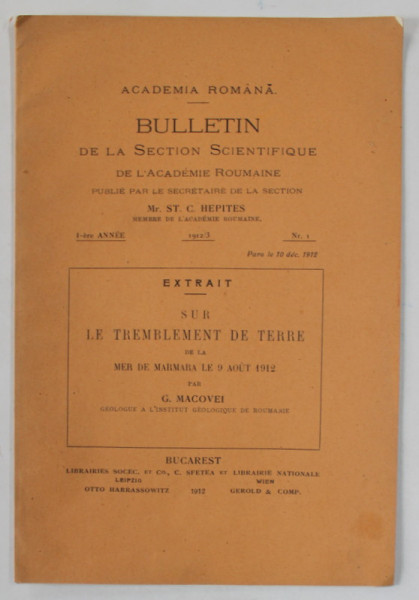 ACADEMIA ROMÂNĂ.
BULLETIN
DE LA SECTION SCIENTIFIQUE
DE L'ACADÉMIE ROUMAINE
PUBLIÉ PAR LE SECRÉTAIRE DE LA SECTION
Mr. ST. C. HEPITES
MEMBRE DE L'ACADÉMIE ROUMAINE.
I-ère ANNÉE 1912/3 Nr. 1
Paru le 10 déc. 1912
EXTRAIT
SUR
LE TREMBLEMENT DE TERRE
DE LA
MER DE MARMARA LE 9 AOÛT 1912
PAR
G. MACOVEI
GÉOLOGUE A L'INSTITUT GÉOLOGIQUE DE ROUMANIE
BUCAREST
LIBRAIRIES SOCEC, ET CO., C. SFETEA ET LIBRAIRIE NATIONALE
LEIPZIG WIEN
OTTO HARRASSOWITZ 1912 GEROLD & COMP.